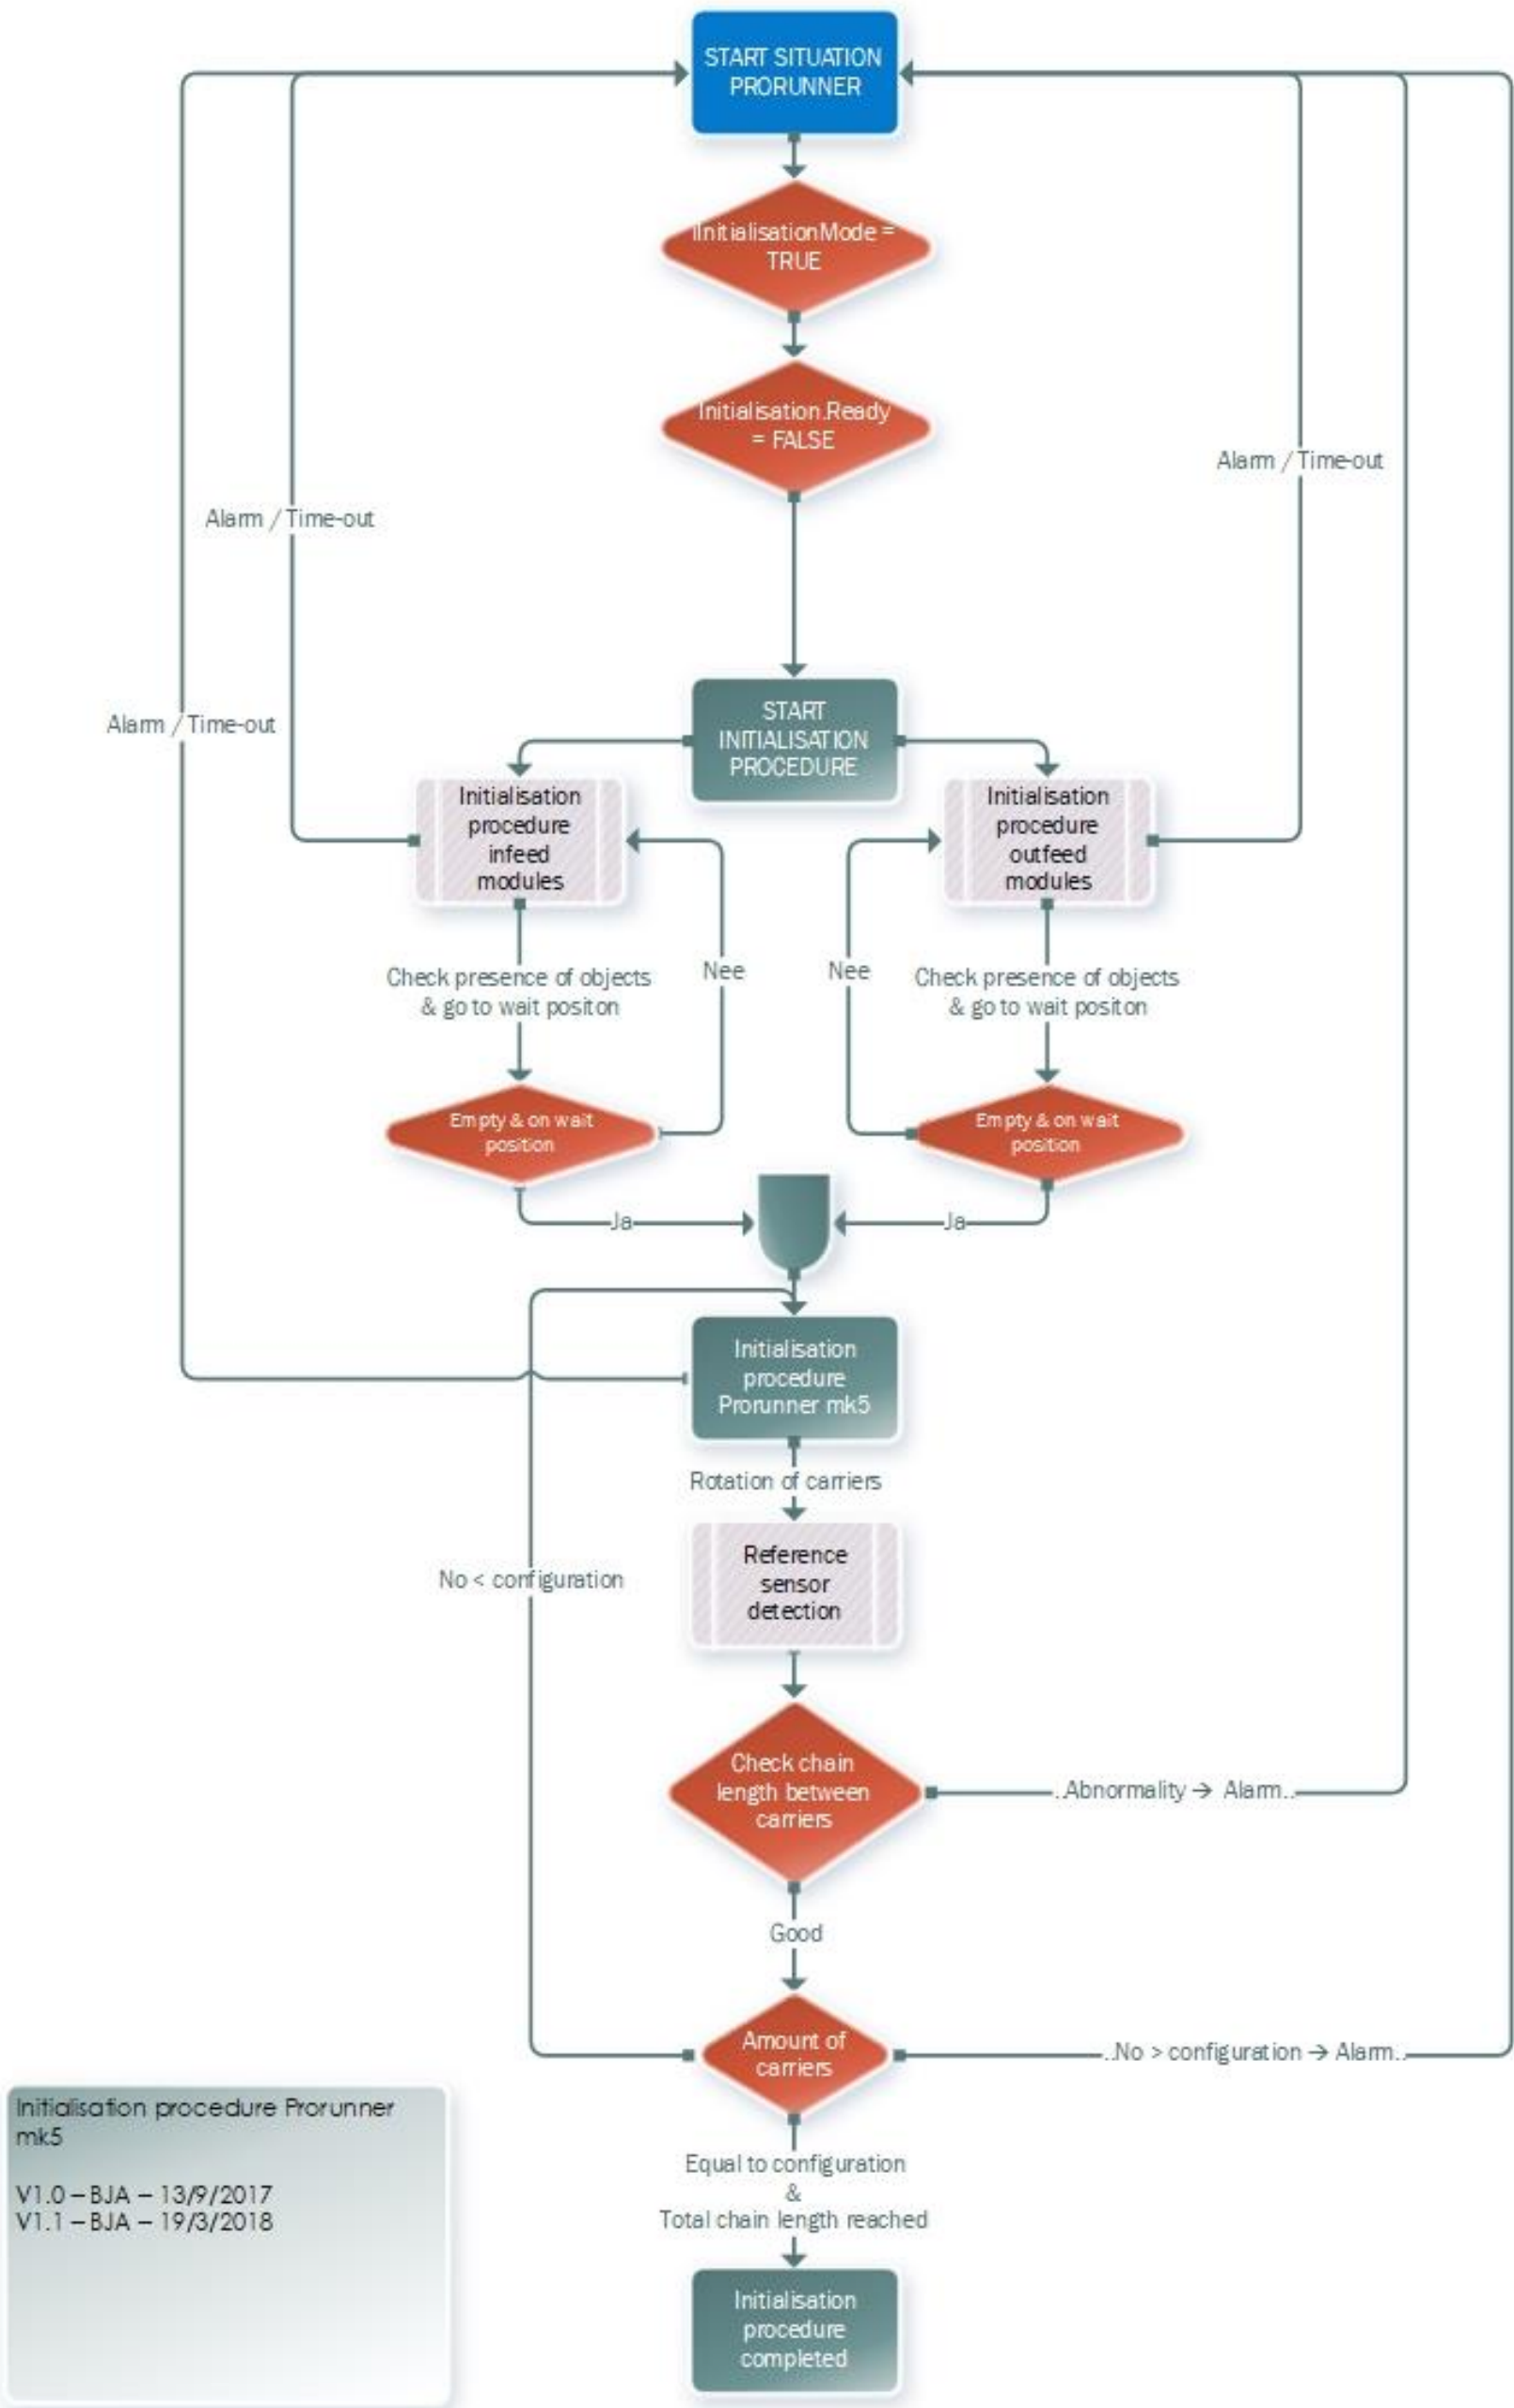 START SITUATION
PRORUNNER
iInitialisationMode =
TRUE
Initialisation.Ready
= FALSE
Alarm / Time-out
Alarm / Time-out
Alarm / Time-out
START
INITIALISATION
PROCEDURE
Initialisation
procedure
infeed
modules
Initialisation
procedure
outfeed
modules
Check presence of objects
& go to wait positon
Nee
Nee
Check presence of objects
& go to wait positon
Empty & on wait
position
Empty & on wait
position
Ja
Ja
Initialisation
procedure
Prorunner mk5
Rotation of carriers
Reference
sensor
detection
No < configuration
Check chain
length between
carriers
..Abnormality → Alarm..
Good
Amount of
carriers
..No > configuration → Alarm..
Equal to configuration
&
Total chain length reached
Initialisation
procedure
completed
Initialisation procedure Prorunner
mk5
V1.0 – BJA – 13/9/2017
V1.1 – BJA – 19/3/2018